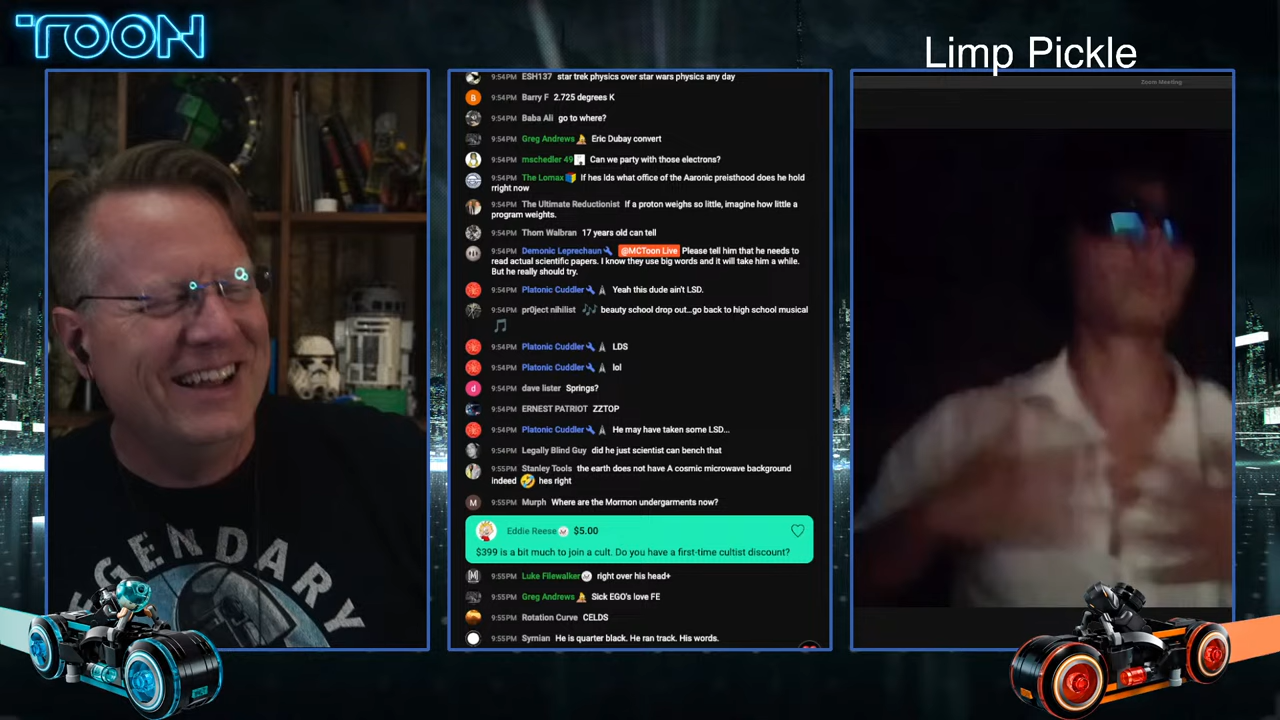 TOON
Limp Pickle
Zoom Meeting
9:54PM ESH137 star trek physics over star wars physics any day
B 9:54PM Barry F 2.725 degrees K
9:54PM Baba Ali go to where?
9:54PM Greg Andrews Eric Dubay convert
9:54PM mschedler 49 Can we party with those electrons?
9:54PM The Lomax If hes lds what office of the Aaronic preisthood does he hold
rright now
9:54PM The Ultimate Reductionist If a proton weighs so little, imagine how little a
program weights.
9:54PM Thom Walbran 17 years old can tell
9:54PM Demonic Leprechaun @MCToon Live Please tell him that he needs to
read actual scientific papers. I know they use big words and it will take him a while.
But he really should try.
9:54PM Platonic Cuddler Yeah this dude ain't LSD.
9:54PM pr0ject nihilist 🎶 beauty school drop out...go back to high school musical
🎵
9:54PM Platonic Cuddler LDS
9:54PM Platonic Cuddler lol
d 9:54PM dave lister Springs?
9:54PM ERNEST PATRIOT ZZTOP
9:54PM Platonic Cuddler He may have taken some LSD...
9:54PM Legally Blind Guy did he just scientist can bench that
9:55PM Stanley Tools the earth does not have A cosmic microwave background
indeed 🤣 hes right
M 9:55PM Murph Where are the Mormon undergarments now?
Eddie Reese $5.00
$399 is a bit much to join a cult. Do you have a first-time cultist discount?
9:55PM Luke Filewalker right over his head+
9:55PM Greg Andrews Sick EGO's love FE
9:55PM Rotation Curve CELDS
9:55PM Symian He is quarter black. He ran track. His words.
LEGENDARY